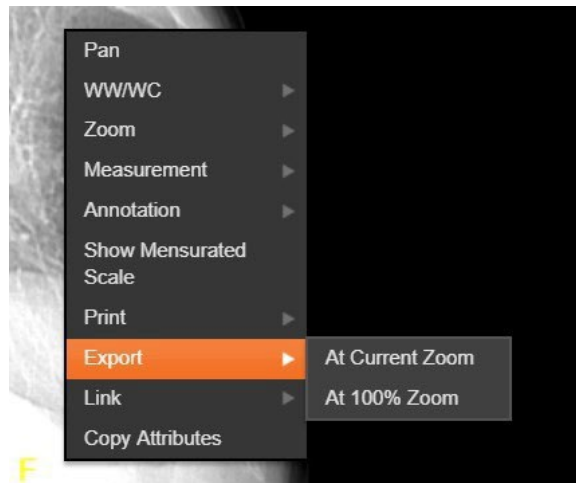 Pan
WW/WC
Zoom
Measurement
Annotation
Show Mensurated
Scale
Print
Export
At Current Zoom
Link
At 100% Zoom
Copy Attributes
F